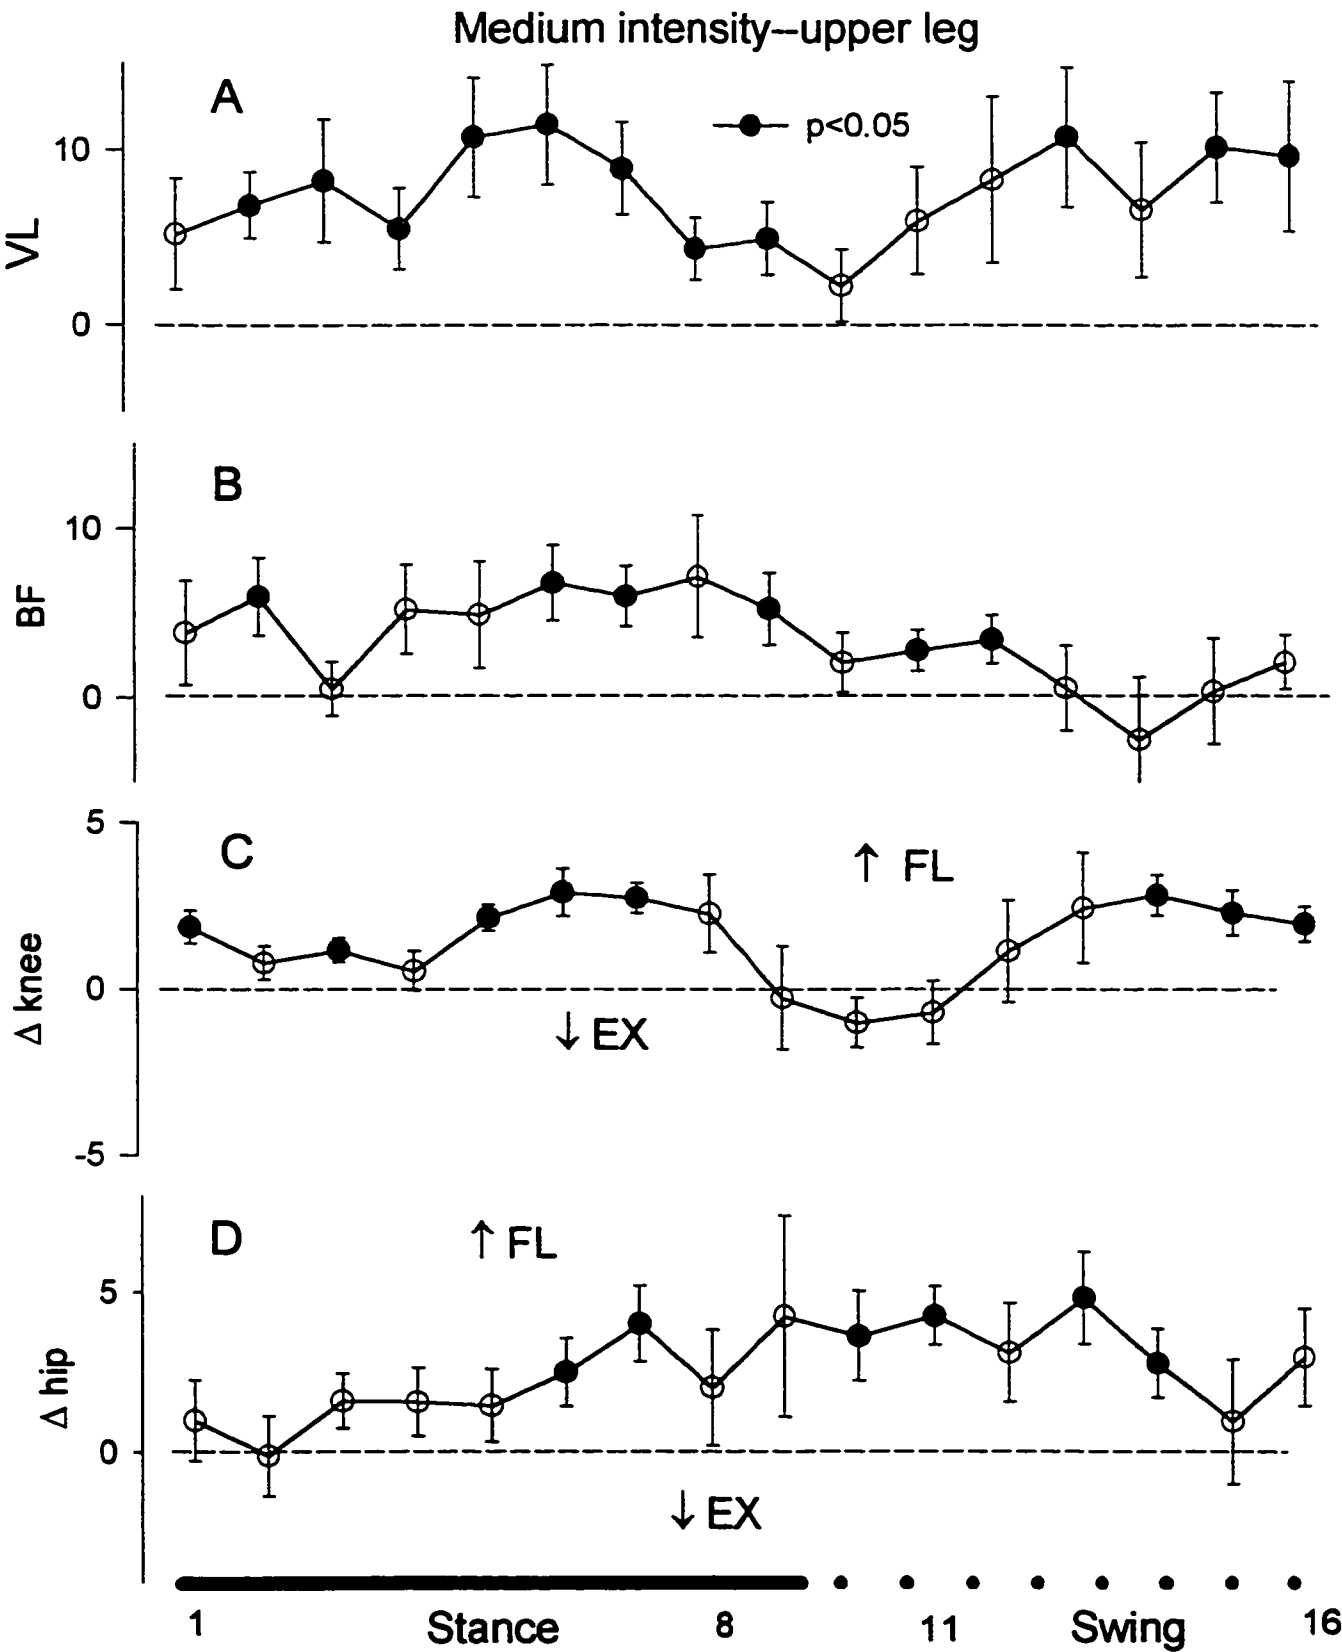 Medium intensity--upper leg
A
p<0.05
10
VL
0
B
10
BF
0
5
C
↑ FL
Δ knee
0
↓ EX
-5
D
↑ FL
5
Δ hip
0
↓ EX
1 Stance 8 11 Swing 16